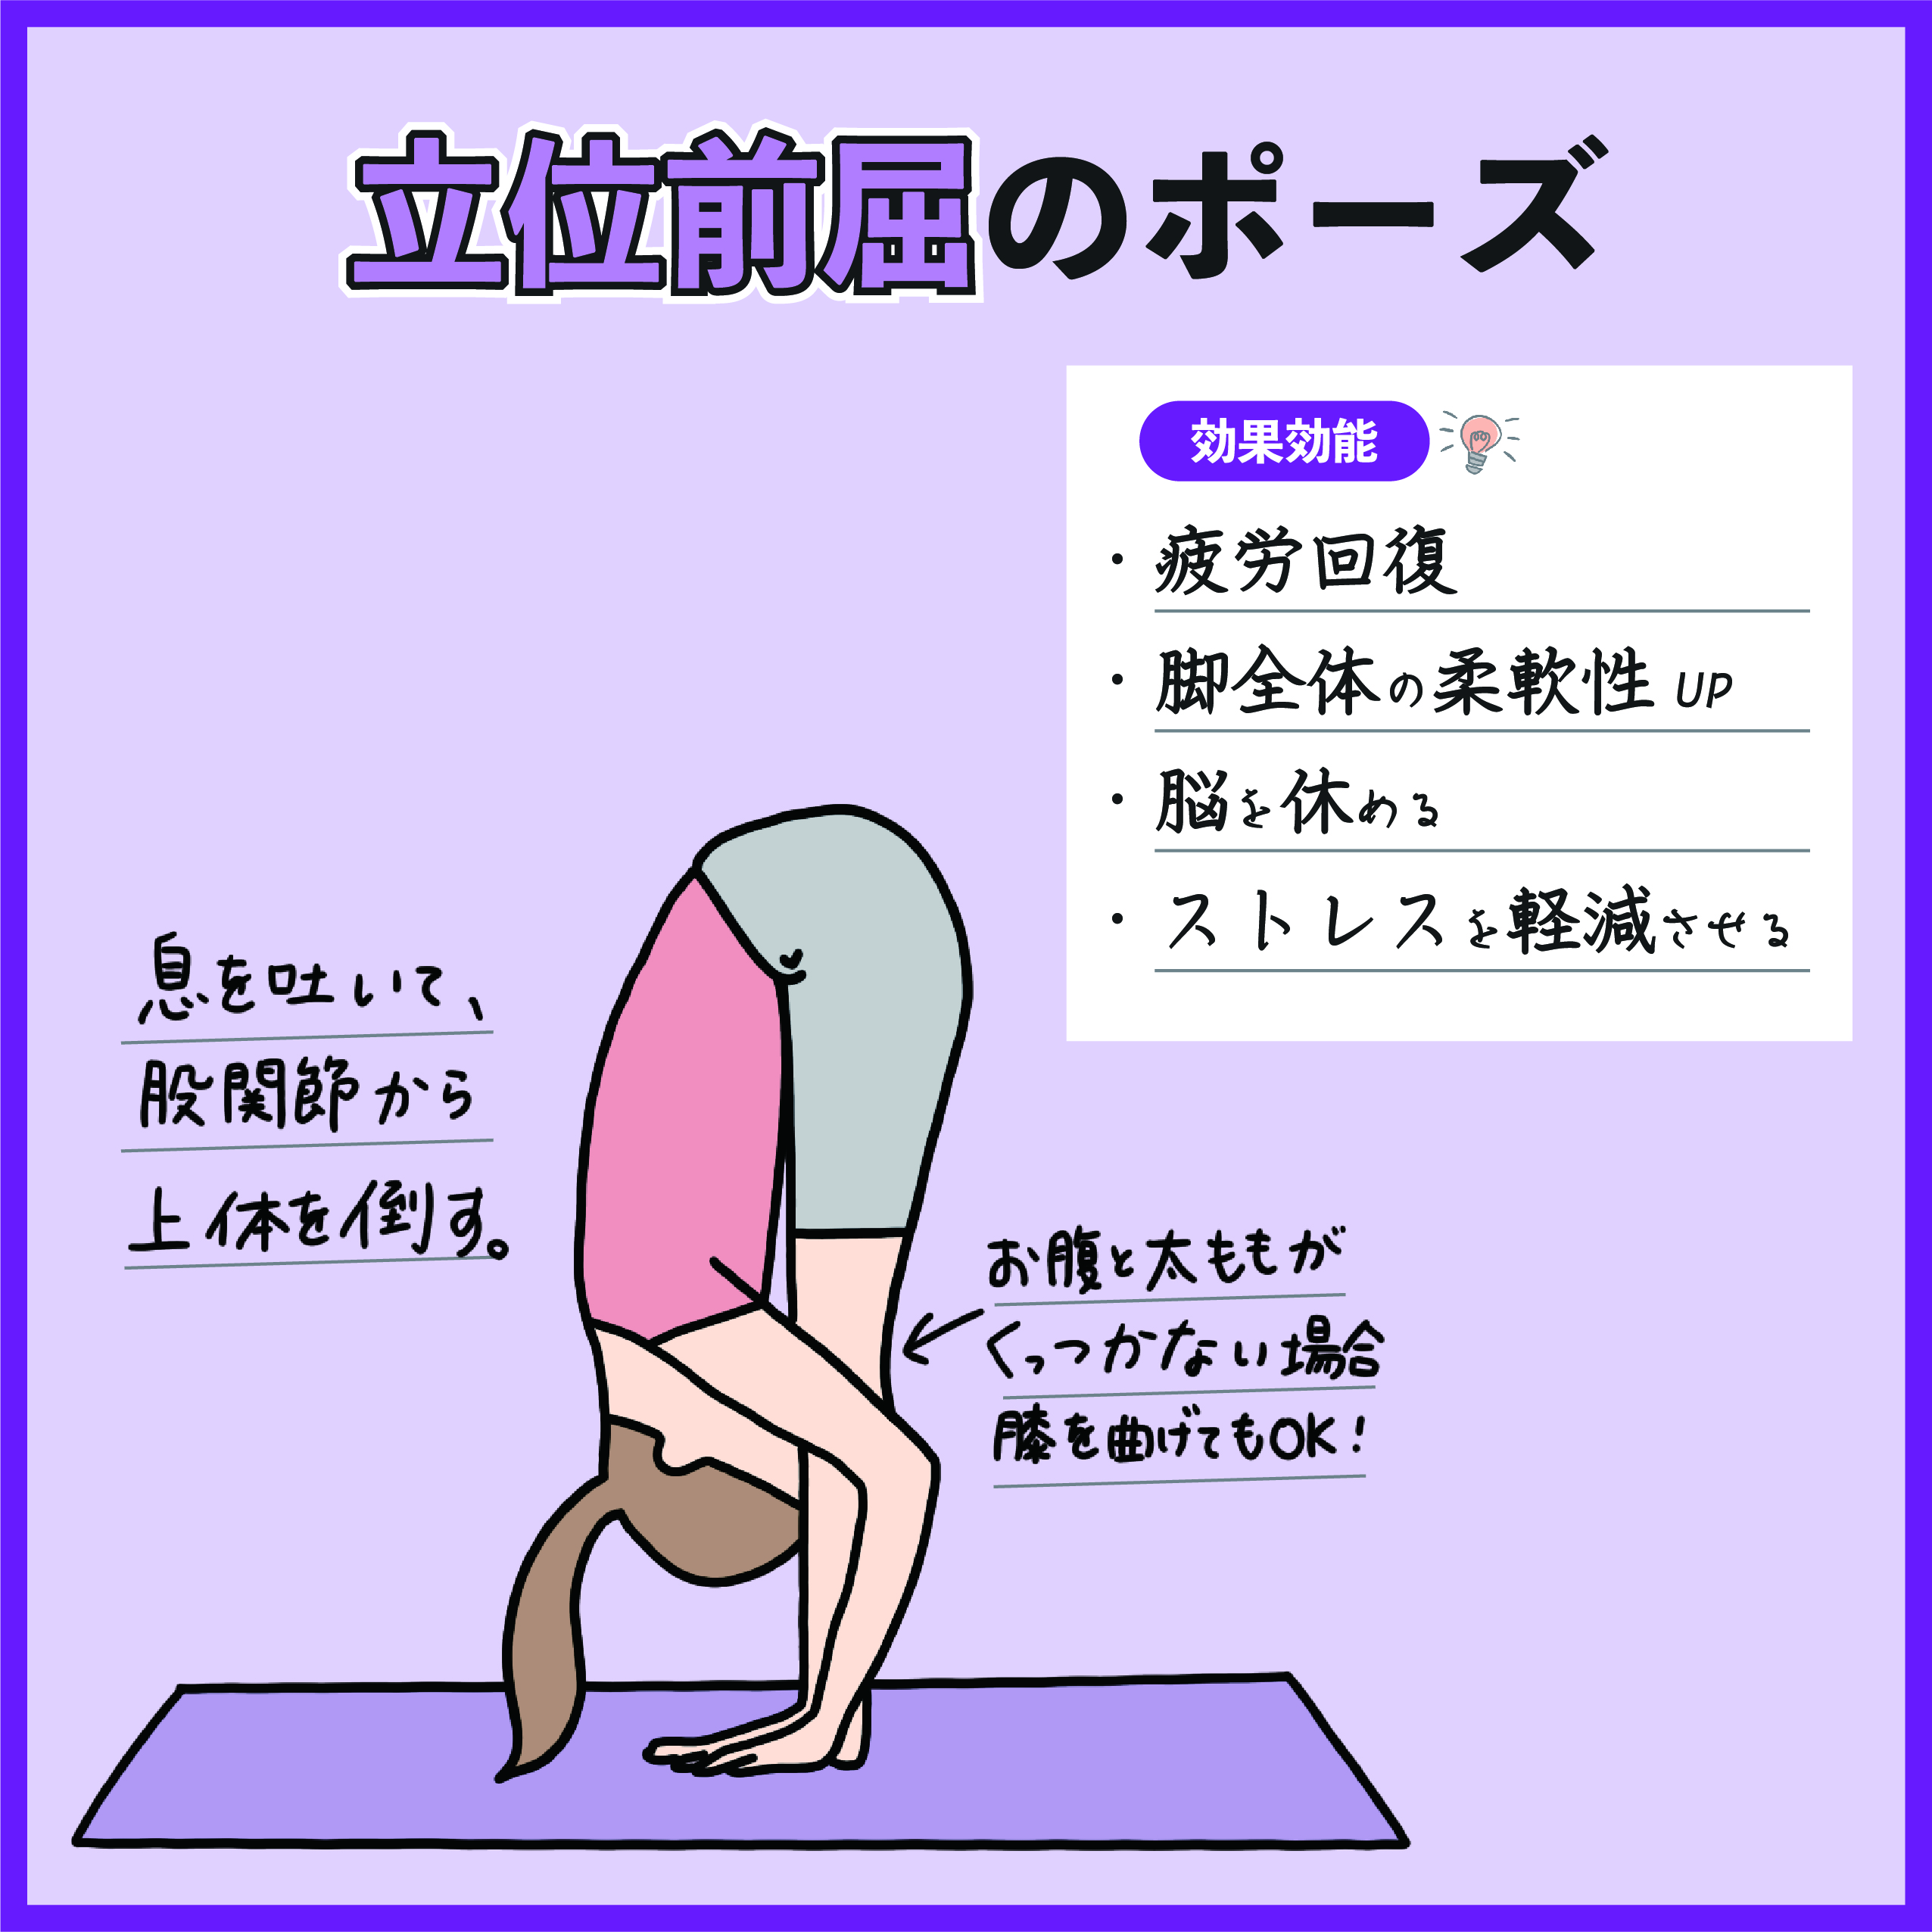 立位前屈のポーズ
効果効能
・疲労回復
・脚全体の柔軟性UP
・脳を休める
・ストレスを軽減させる
息を吐いて、
股関節から
上体を倒す。
お腹と太ももが
くっつかない場合
膝を曲げてもOK!